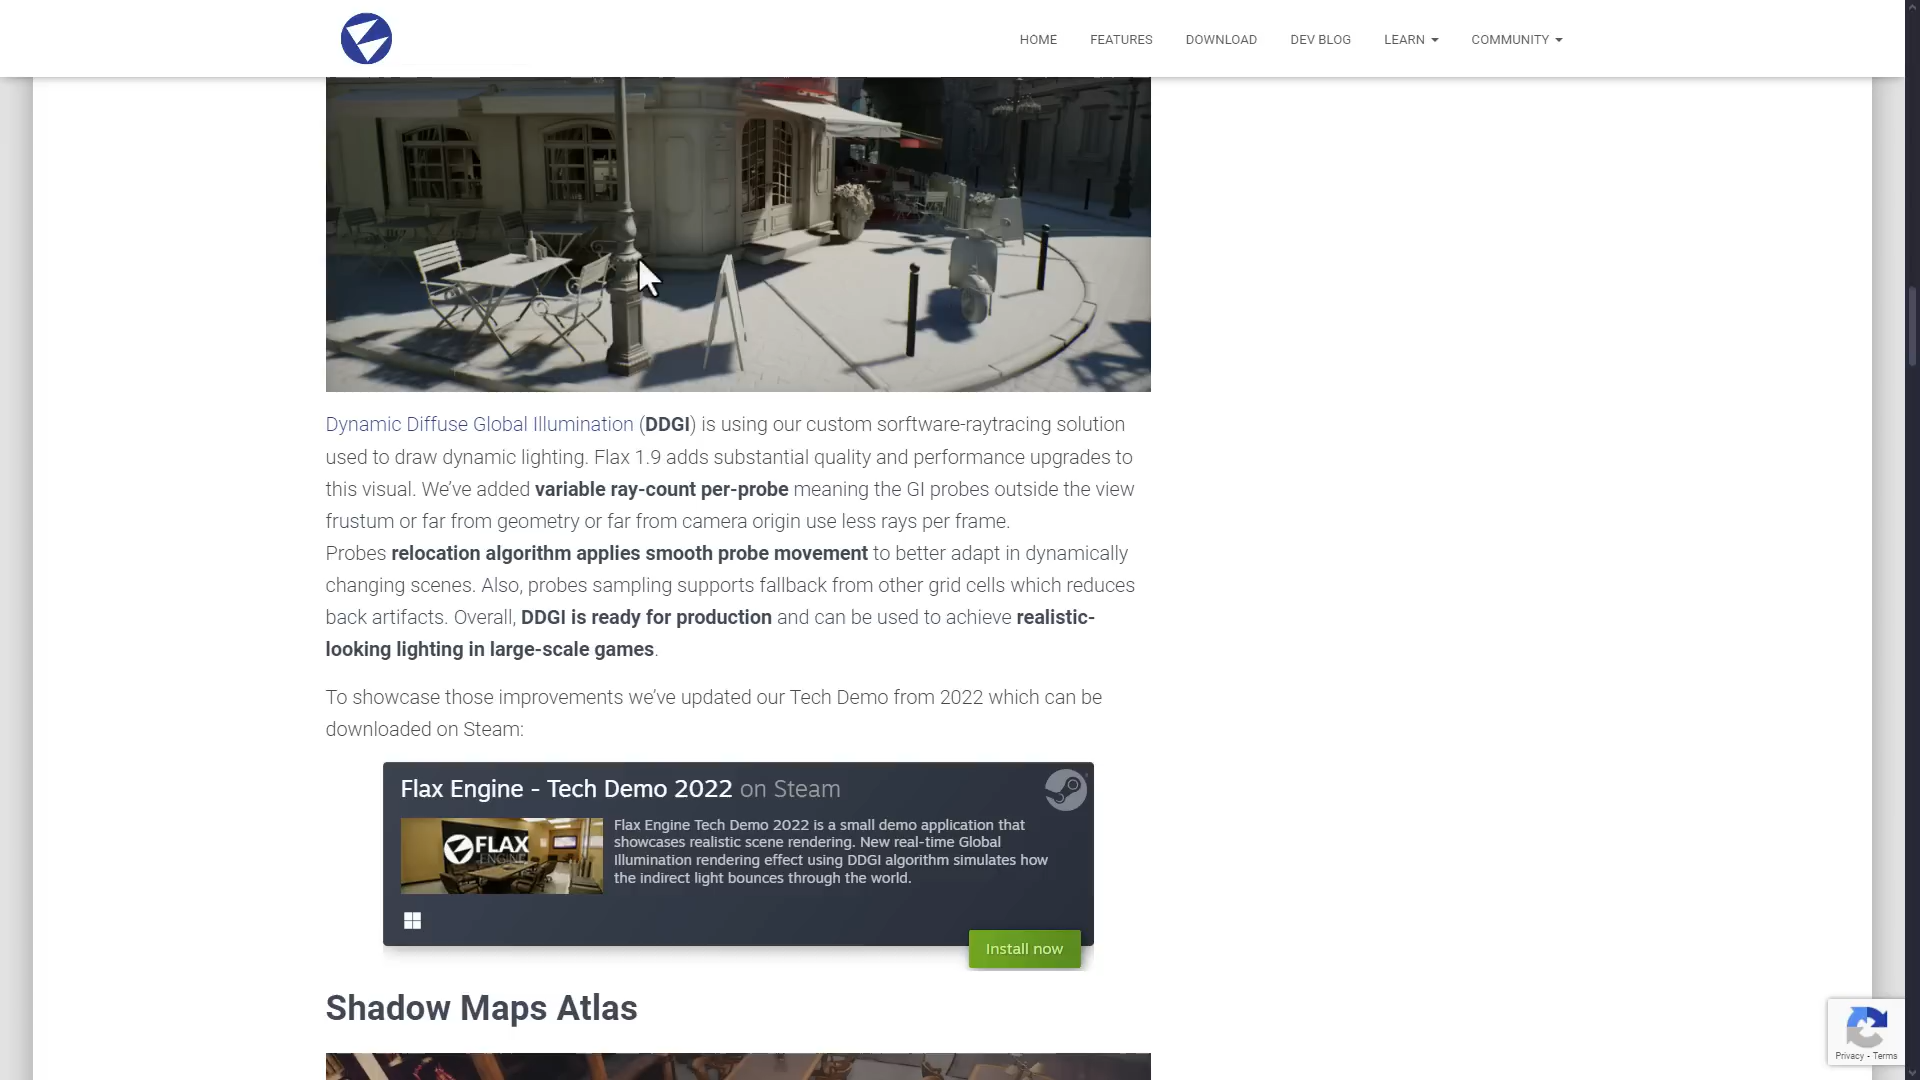 HOME FEATURES DOWNLOAD DEV BLOG LEARN COMMUNITY
Dynamic Diffuse Global Illumination (DDGI) is using our custom sorftware-raytracing solution
used to draw dynamic lighting. Flax 1.9 adds substantial quality and performance upgrades to
this visual. We’ve added variable ray-count per-probe meaning the GI probes outside the view
frustum or far from geometry or far from camera origin use less rays per frame.
Probes relocation algorithm applies smooth probe movement to better adapt in dynamically
changing scenes. Also, probes sampling supports fallback from other grid cells which reduces
back artifacts. Overall, DDGI is ready for production and can be used to achieve realistic-
looking lighting in large-scale games.
To showcase those improvements we’ve updated our Tech Demo from 2022 which can be
downloaded on Steam:
Flax Engine - Tech Demo 2022 on Steam
FLAX
ENGINE
Flax Engine Tech Demo 2022 is a small demo application that
showcases realistic scene rendering. New real-time Global
Illumination rendering effect using DDGI algorithm simulates how
the indirect light bounces through the world.
Install now
Shadow Maps Atlas
Privacy - Terms